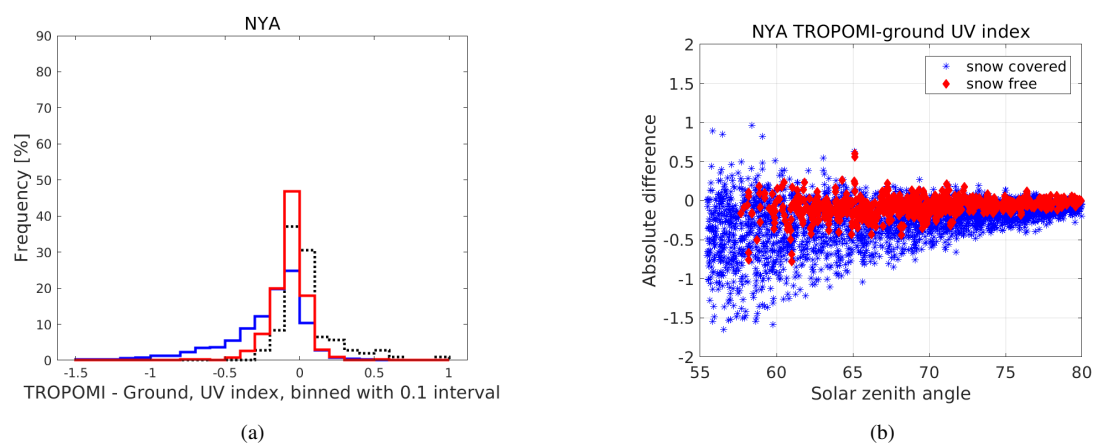 NYA
90
80
70
60
50
40
30
20
10
0
Frequency [%]
-1.5 -1 -0.5 0 0.5 1
TROPOMI - Ground, UV index, binned with 0.1 interval
(a)
NYA TROPOMI-ground UV index
2
1.5
1
0.5
0
-0.5
-1
-1.5
-2
Absolute difference
snow covered
snow free
55 60 65 70 75 80
Solar zenith angle
(b)